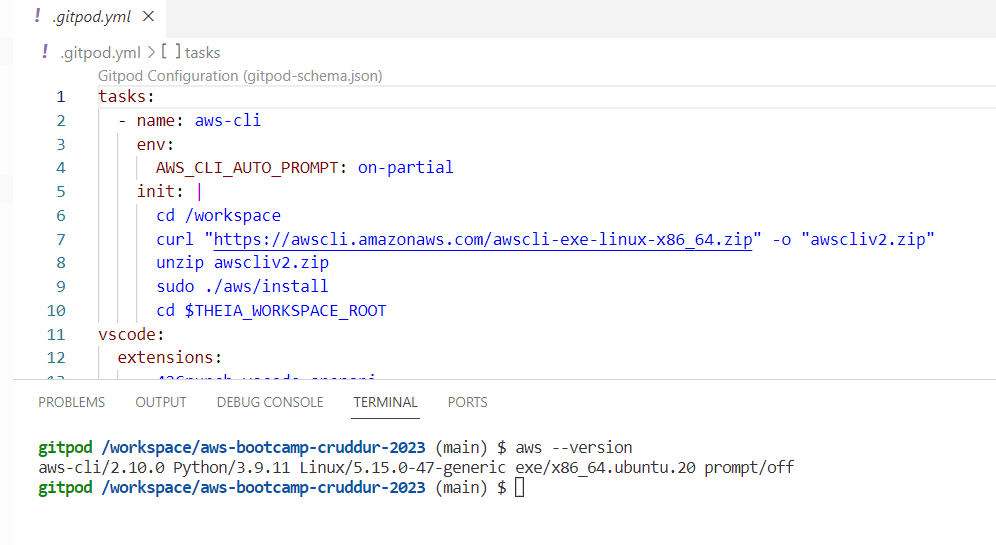 ! .gitpod.yml ×
! .gitpod.yml > [ ] tasks
Gitpod Configuration (gitpod-schema.json)
1 tasks:
2 - name: aws-cli
3 env:
4 AWS_CLI_AUTO_PROMPT: on-partial
5 init: |
6 cd /workspace
7 curl "https://awscli.amazonaws.com/awscli-exe-linux-x86_64.zip" -o "awscliv2.zip"
8 unzip awscliv2.zip
9 sudo ./aws/install
10 cd $THEIA_WORKSPACE_ROOT
11 vscode:
12 extensions:
PROBLEMS OUTPUT DEBUG CONSOLE TERMINAL PORTS
gitpod /workspace/aws-bootcamp-cruddur-2023 (main) $ aws --version
aws-cli/2.10.0 Python/3.9.11 Linux/5.15.0-47-generic exe/x86_64.ubuntu.20 prompt/off
gitpod /workspace/aws-bootcamp-cruddur-2023 (main) $